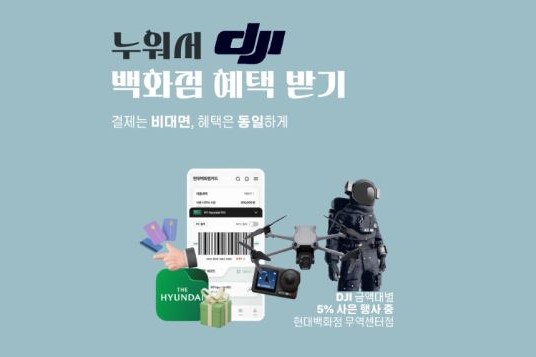 누워서 dji
백화점 혜택 받기
결제는 비대면, 혜택은 동일하게
THE
HYUNDAI
DJI 금액대별
5% 사은 행사 중
현대백화점 무역센터점